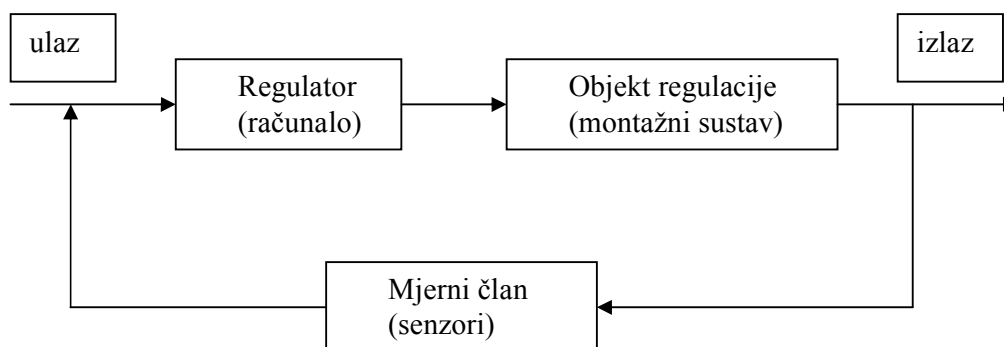 ulaz
izlaz
Regulator
(računalo)
Objekt regulacije
(montažni sustav)
Mjerni član
(senzori)